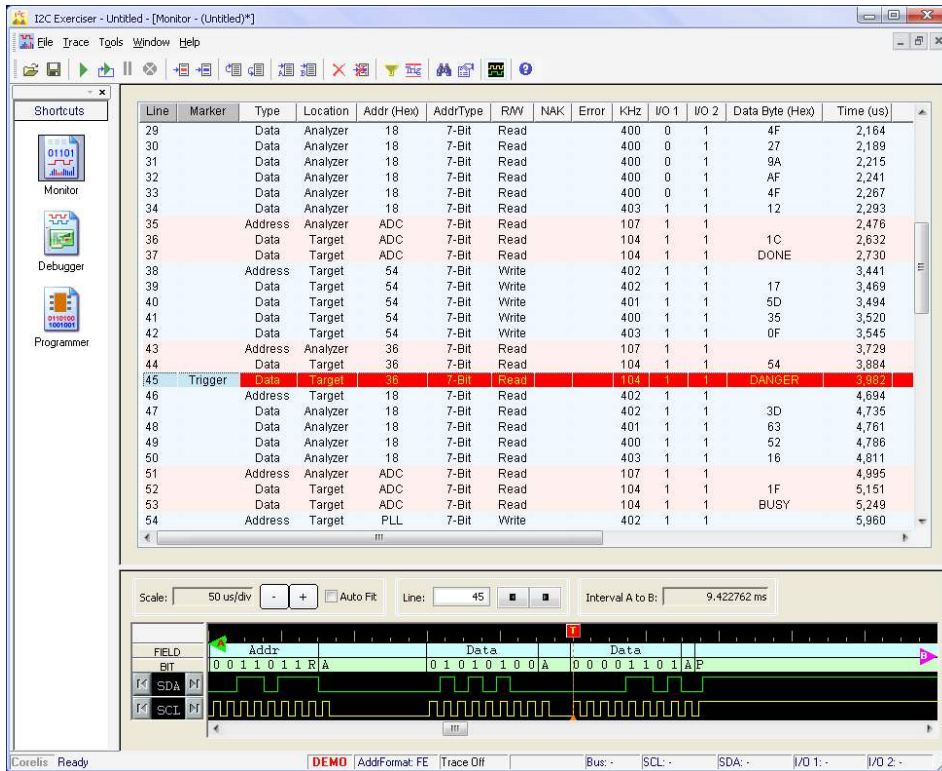 I2C Exerciser - Untitled - [Monitor - (Untitled)*]
File Trace Tools Window Help
Shortcuts
01101
Monitor
Debugger
0110100
1001001
Programmer
Line Marker Type Location Addr (Hex) AddrType R/W NAK Error KHz I/O 1 I/O 2 Data Byte (Hex) Time (us)
29 Data Analyzer 18 7-Bit Read 400 0 1 4F 2,164
30 Data Analyzer 18 7-Bit Read 400 0 1 27 2,189
31 Data Analyzer 18 7-Bit Read 400 0 1 9A 2,215
32 Data Analyzer 18 7-Bit Read 400 0 1 AF 2,241
33 Data Analyzer 18 7-Bit Read 400 0 1 4F 2,267
34 Data Analyzer 18 7-Bit Read 403 1 1 12 2,293
35 Address Analyzer ADC 7-Bit Read 107 1 1 2,476
36 Data Target ADC 7-Bit Read 104 1 1 1C 2,632
37 Data Target ADC 7-Bit Read 104 1 1 DONE 2,730
38 Address Target 54 7-Bit Write 402 1 1 3,441
39 Data Target 54 7-Bit Write 402 1 1 17 3,469
40 Data Target 54 7-Bit Write 401 1 1 5D 3,494
41 Data Target 54 7-Bit Write 400 1 1 35 3,520
42 Data Target 54 7-Bit Write 403 1 1 0F 3,545
43 Address Analyzer 36 7-Bit Read 107 1 1 3,729
44 Data Target 36 7-Bit Read 104 1 1 54 3,884
45 Trigger Data Target 36 7-Bit Read 104 1 1 DANGER 3,982
46 Address Target 18 7-Bit Read 402 1 1 4,694
47 Data Analyzer 18 7-Bit Read 402 1 1 3D 4,735
48 Data Analyzer 18 7-Bit Read 401 1 1 63 4,761
49 Data Analyzer 18 7-Bit Read 400 1 1 52 4,786
50 Data Analyzer 18 7-Bit Read 403 1 1 16 4,811
51 Address Analyzer ADC 7-Bit Read 107 1 1 4,995
52 Data Target ADC 7-Bit Read 104 1 1 1F 5,151
53 Data Target ADC 7-Bit Read 104 1 1 BUSY 5,249
54 Address Target PLL 7-Bit Write 402 1 1 5,960
Scale: 50 us/div - + Auto Fit Line: 45 Interval A to B: 9.422762 ms
T
FIELD A Addr Data Data B
BIT 0 0 1 1 0 1 1 R A 0 1 0 1 0 1 0 0 A 0 0 0 0 1 1 0 1 A P
SDA
SCL
Corelis Ready DEMO AddrFormat: FE Trace Off Bus: - SCL: - SDA: - I/O 1: - I/O 2: -